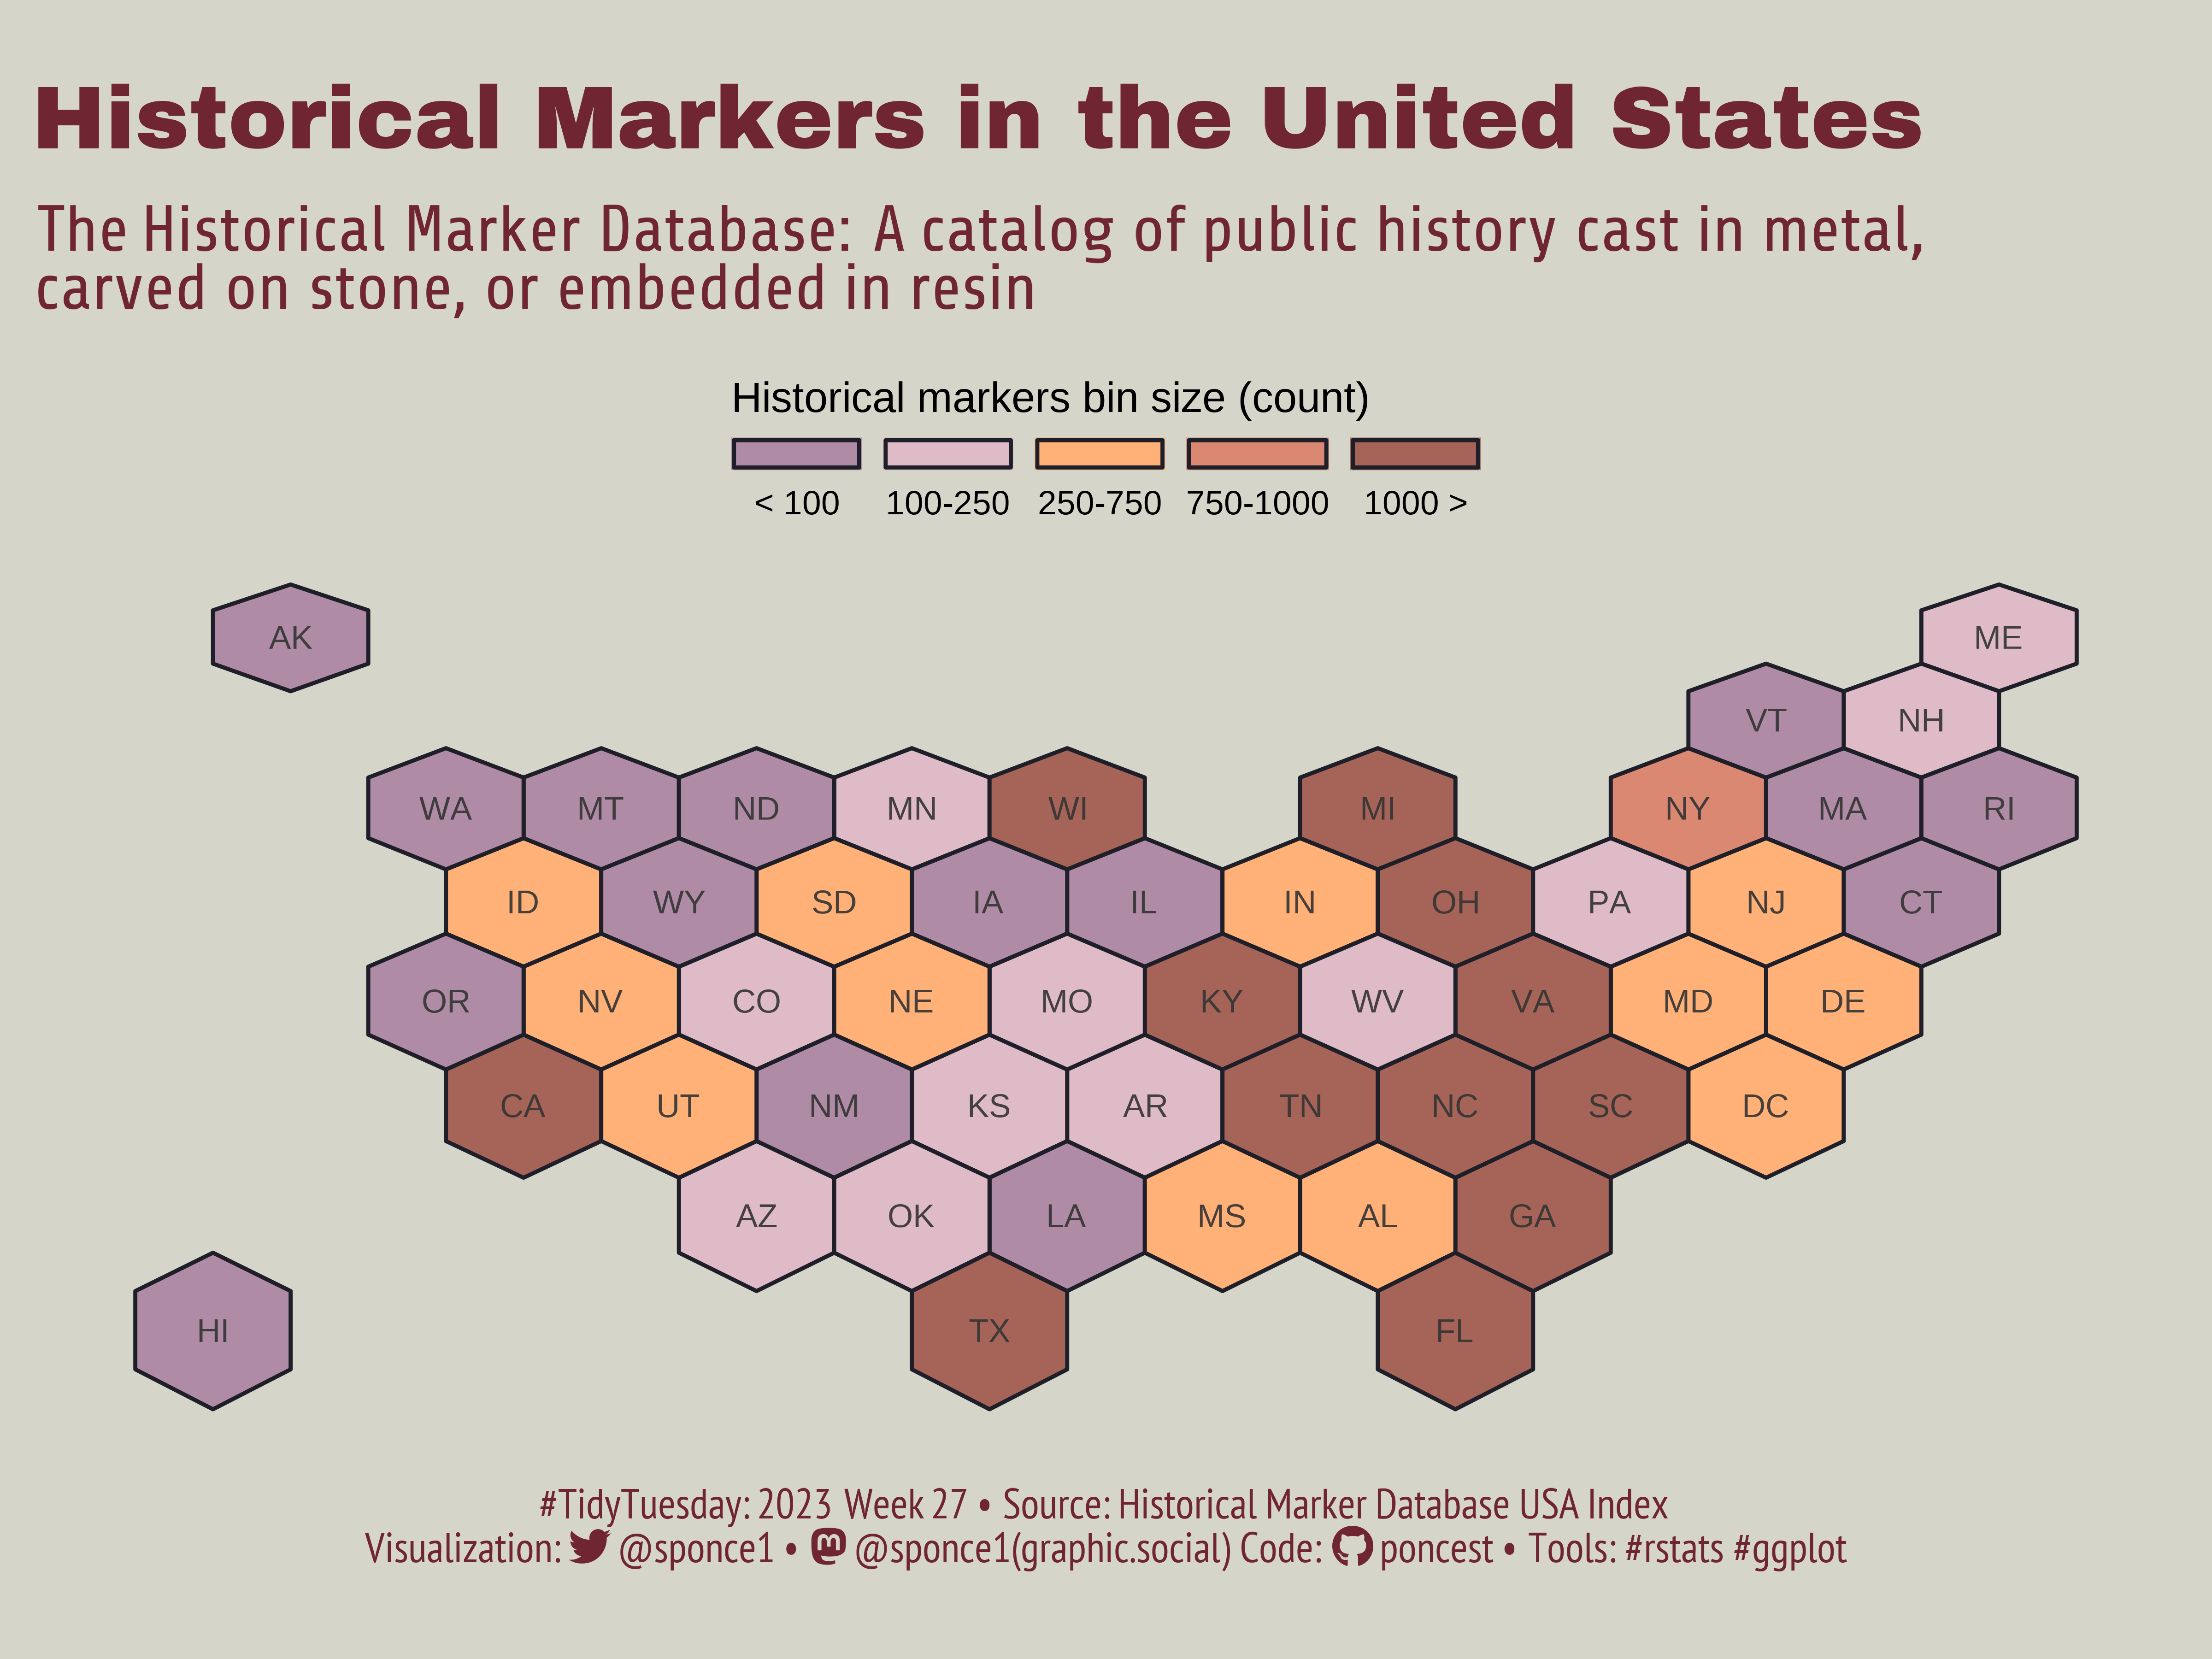 Historical Markers in the United States
The Historical Marker Database: A catalog of public history cast in metal,
carved on stone, or embedded in resin
Historical markers bin size (count)
< 100 100-250 250-750 750-1000 1000 >
AK ME
VT NH
WA MT ND MN WI MI NY MA RI
ID WY SD IA IL IN OH PA NJ CT
OR NV CO NE MO KY WV VA MD DE
CA UT NM KS AR TN NC SC DC
AZ OK LA MS AL GA
HI TX FL
#TidyTuesday: 2023 Week 27 • Source: Historical Marker Database USA Index
Visualization: @sponce1 • @sponce1(graphic.social) Code: poncest • Tools: #rstats #ggplot